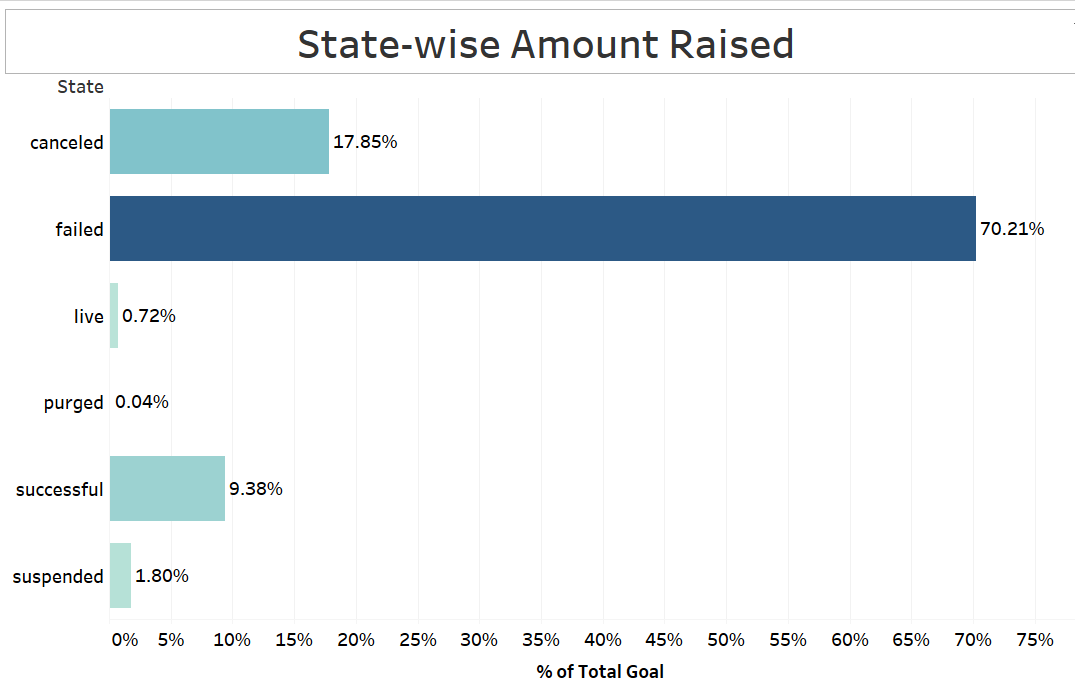 State-wise Amount Raised
State
canceled 17.85%
failed 70.21%
live 0.72%
purged 0.04%
successful 9.38%
suspended 1.80%
0% 5% 10% 15% 20% 25% 30% 35% 40% 45% 50% 55% 60% 65% 70% 75%
% of Total Goal